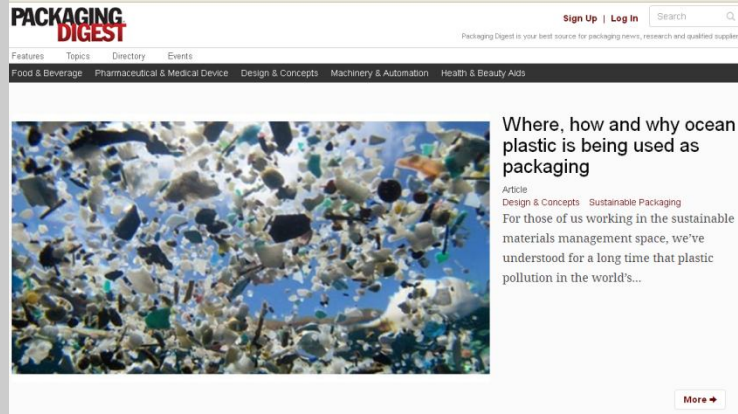 PACKAGING
DIGEST
Sign Up | Log In
Search
Packaging Digest is your best source for packaging news, research and qualified supplier
Features Topics Directory Events
Food & Beverage Pharmaceutical & Medical Device Design & Concepts Machinery & Automation Health & Beauty Aids
Where, how and why ocean
plastic is being used as
packaging
Article
Design & Concepts Sustainable Packaging
For those of us working in the sustainable
materials management space, we’ve
understood for a long time that plastic
pollution in the world’s...
More